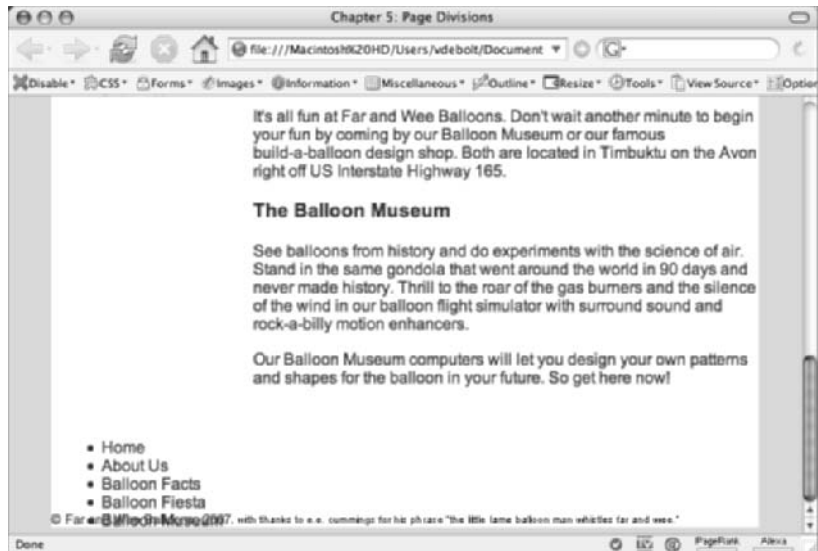 Chapter 5: Page Divisions
file:///Macintosh%20HD/Users/vdebolt/Document
Disable CSS Forms Images Information Miscellaneous Outline Resize Tools View Source Option
It's all fun at Far and Wee Balloons. Don't wait another minute to begin
your fun by coming by our Balloon Museum or our famous
build-a-balloon design shop. Both are located in Timbuktu on the Avon
right off US Interstate Highway 165.
The Balloon Museum
See balloons from history and do experiments with the science of air.
Stand in the same gondola that went around the world in 90 days and
never made history. Thrill to the roar of the gas burners and the silence
of the wind in our balloon flight simulator with surround sound and
rock-a-billy motion enhancers.
Our Balloon Museum computers will let you design your own patterns
and shapes for the balloon in your future. So get here now!
Home
About Us
Balloon Facts
Balloon Fiesta
Balloon Museum
© Far and 2007. with thanks to e.e. cummings for his phrase "the little lame balloon man whistles far and wee."
Done PageRank Alexa